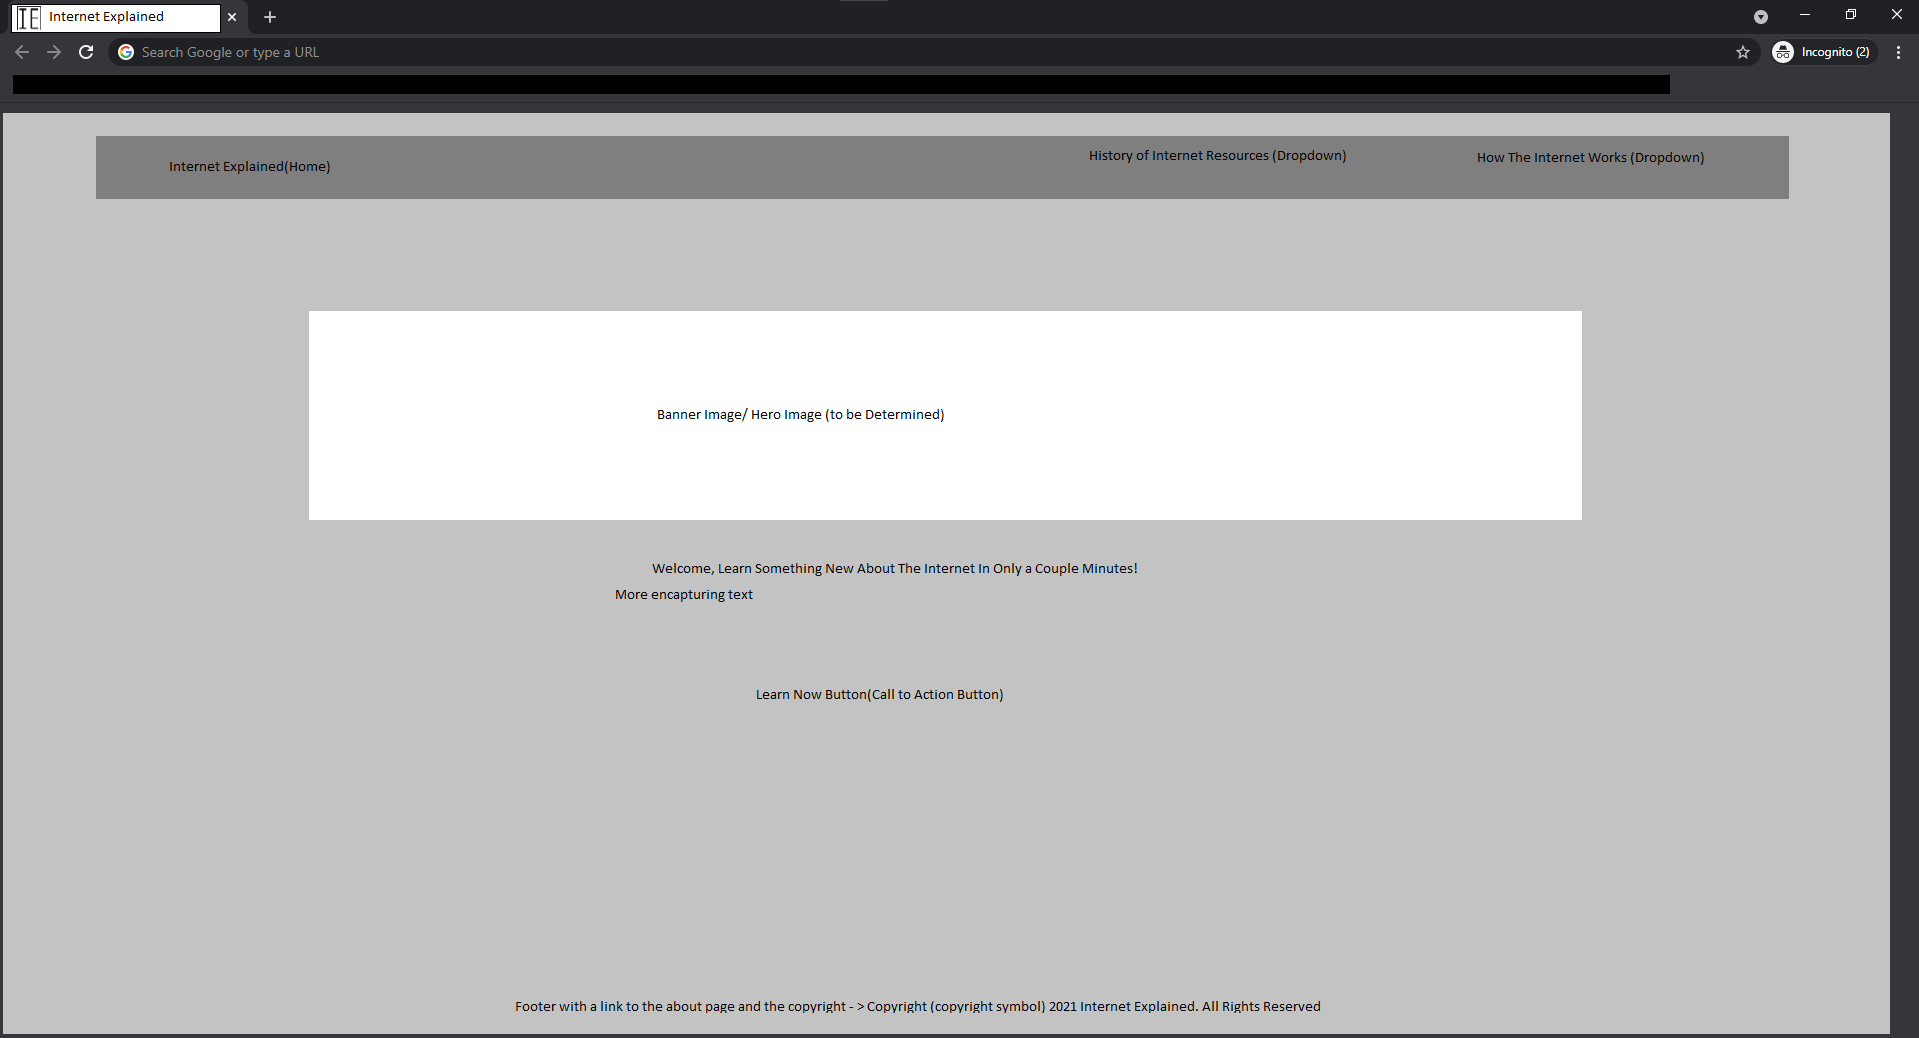 IE Internet Explained
Search Google or type a URL
Incognito (2)
Internet Explained(Home)
History of Internet Resources (Dropdown)
How The Internet Works (Dropdown)
Banner Image/ Hero Image (to be Determined)
Welcome, Learn Something New About The Internet In Only a Couple Minutes!
More encapturing text
Learn Now Button(Call to Action Button)
Footer with a link to the about page and the copyright - > Copyright (copyright symbol) 2021 Internet Explained. All Rights Reserved